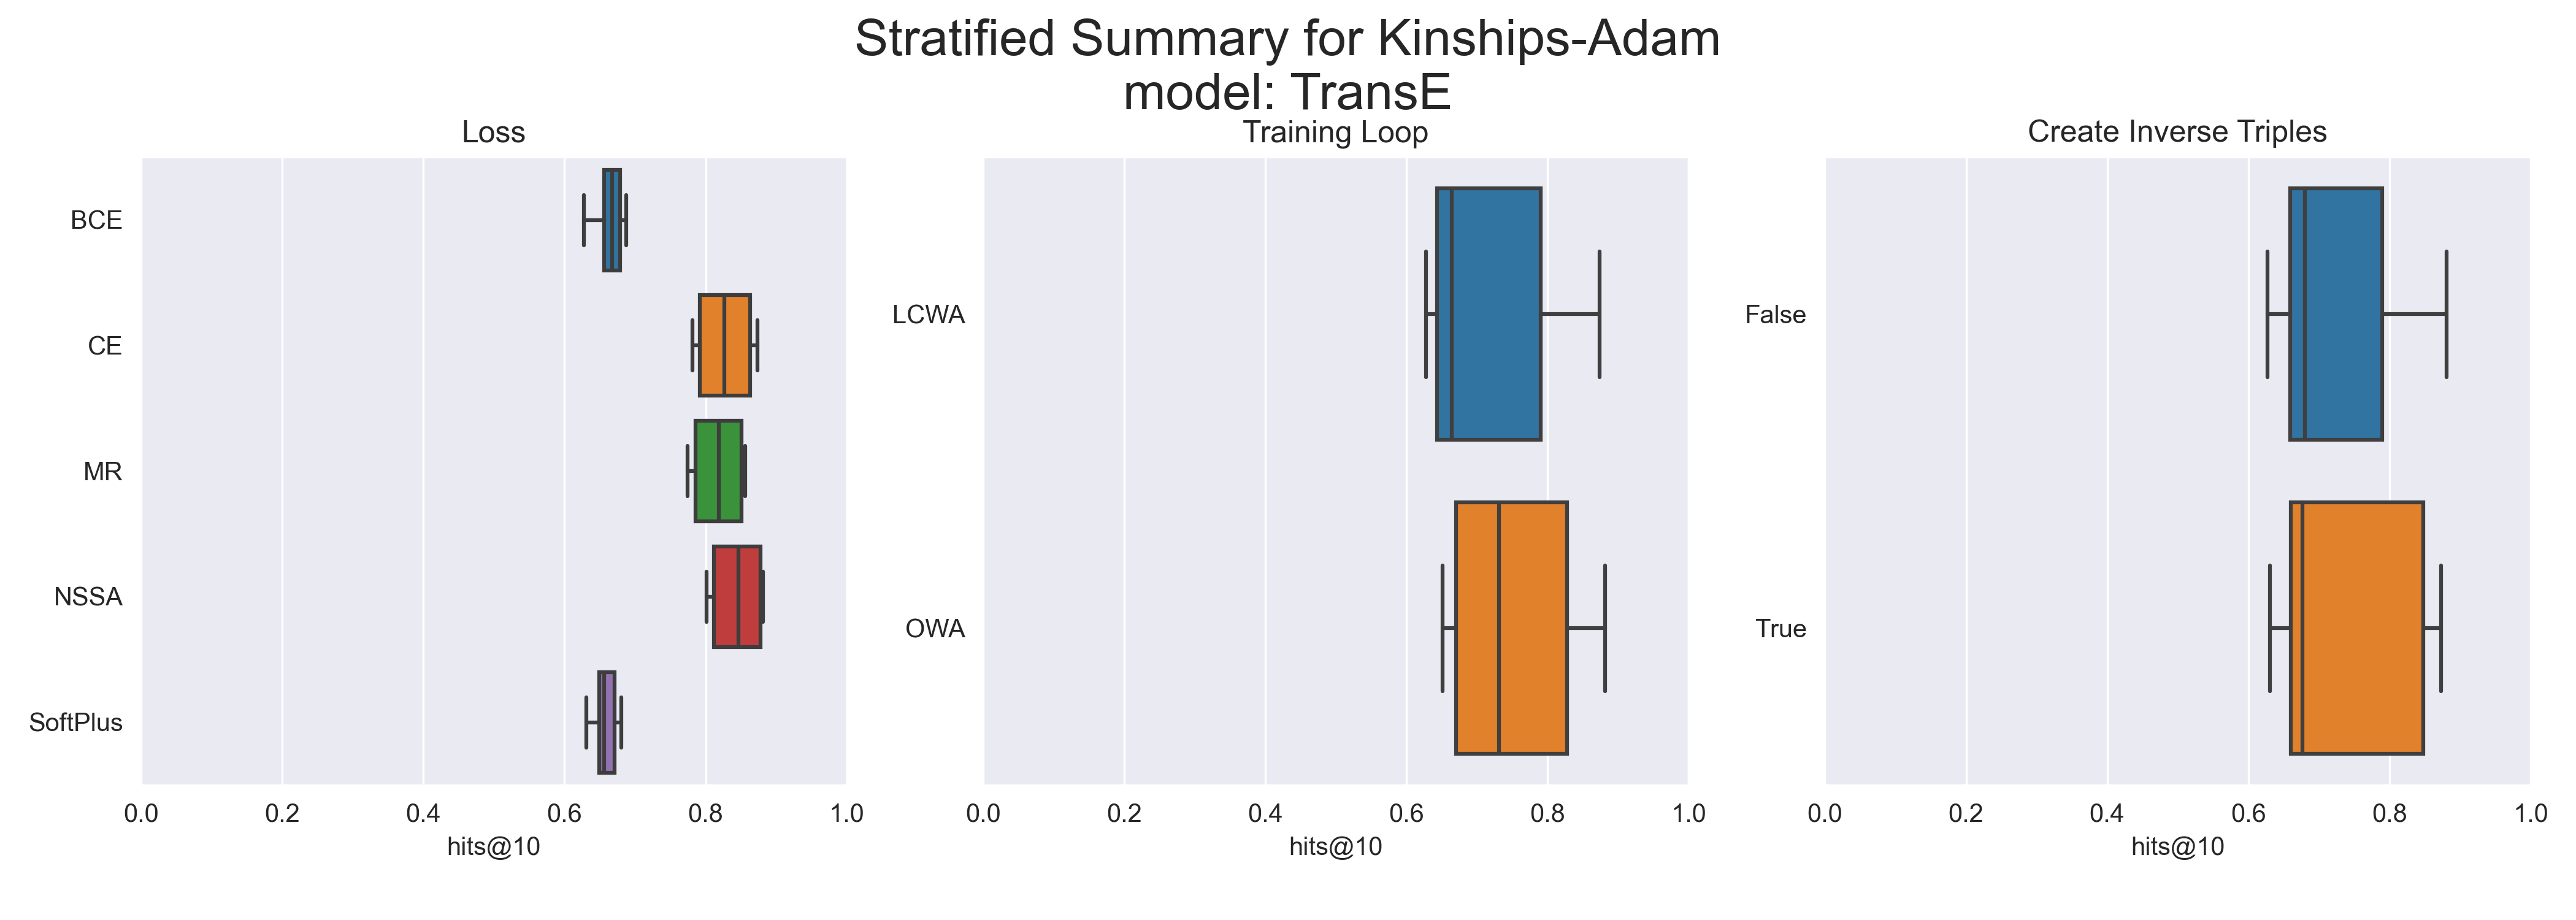 Stratified Summary for Kinships-Adam
model: TransE
Loss
BCE
CE
MR
NSSA
SoftPlus
0.0 0.2 0.4 0.6 0.8 1.0
hits@10
Training Loop
LCWA
OWA
0.0 0.2 0.4 0.6 0.8 1.0
hits@10
Create Inverse Triples
False
True
0.0 0.2 0.4 0.6 0.8 1.0
hits@10